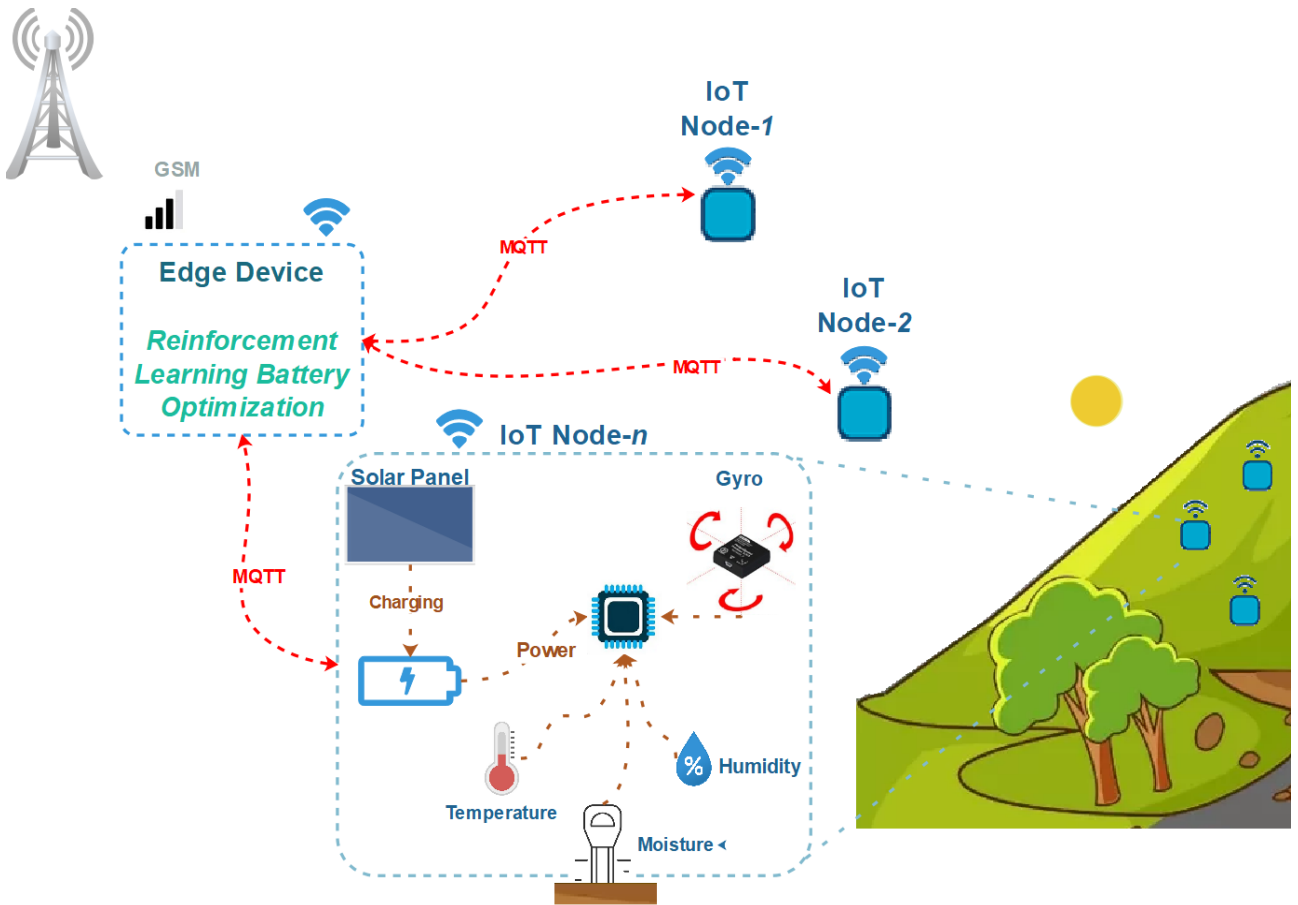 IoT
Node-1
GSM
MQTT
Edge Device
Reinforcement
Learning Battery
Optimization
IoT
Node-2
MQTT
IoT Node-n
Solar Panel
Gyro
MQTT
Charging
Power
%
Humidity
Temperature
Moisture